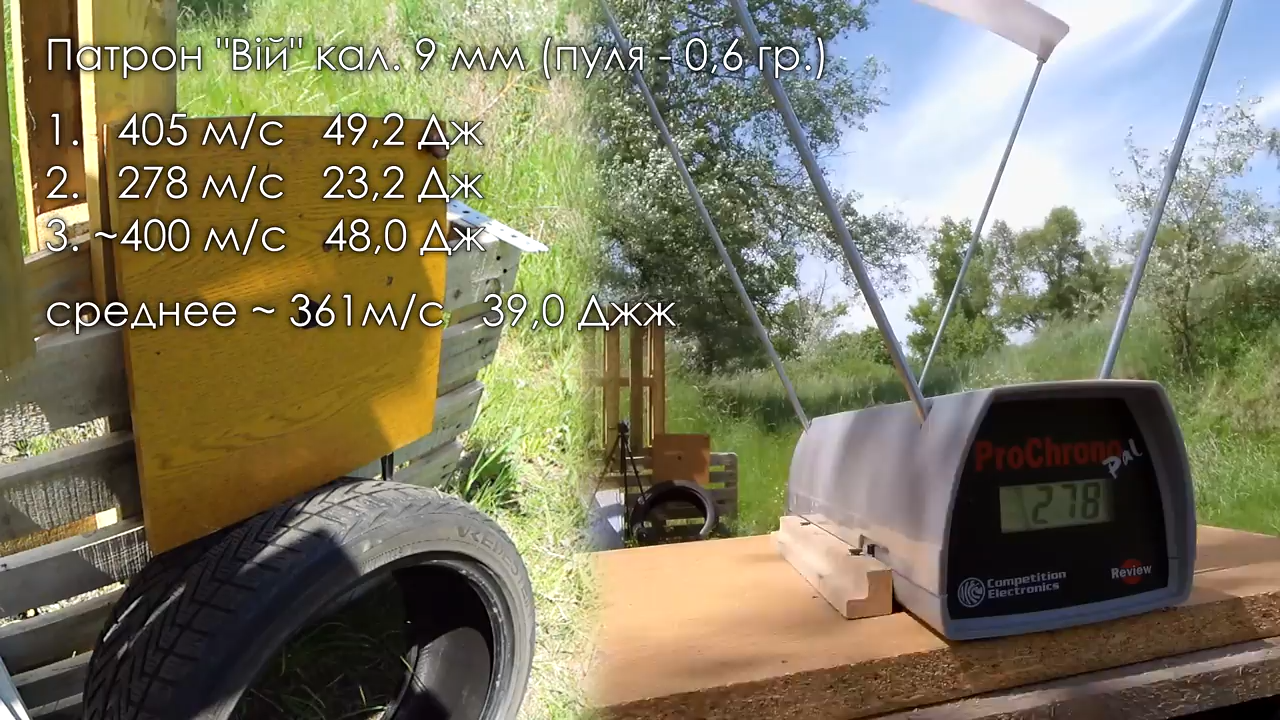 Патрон "Вій" кал. 9 мм (пуля - 0,6 гр.)
1. 405 м/с 49,2 Дж
2. 278 м/с 23,2 Дж
3. ~400 м/с 48,0 Дж
среднее ~ 361м/с 39,0 Джж
ProChrono
Pal
278
Competition
Electronics
Review